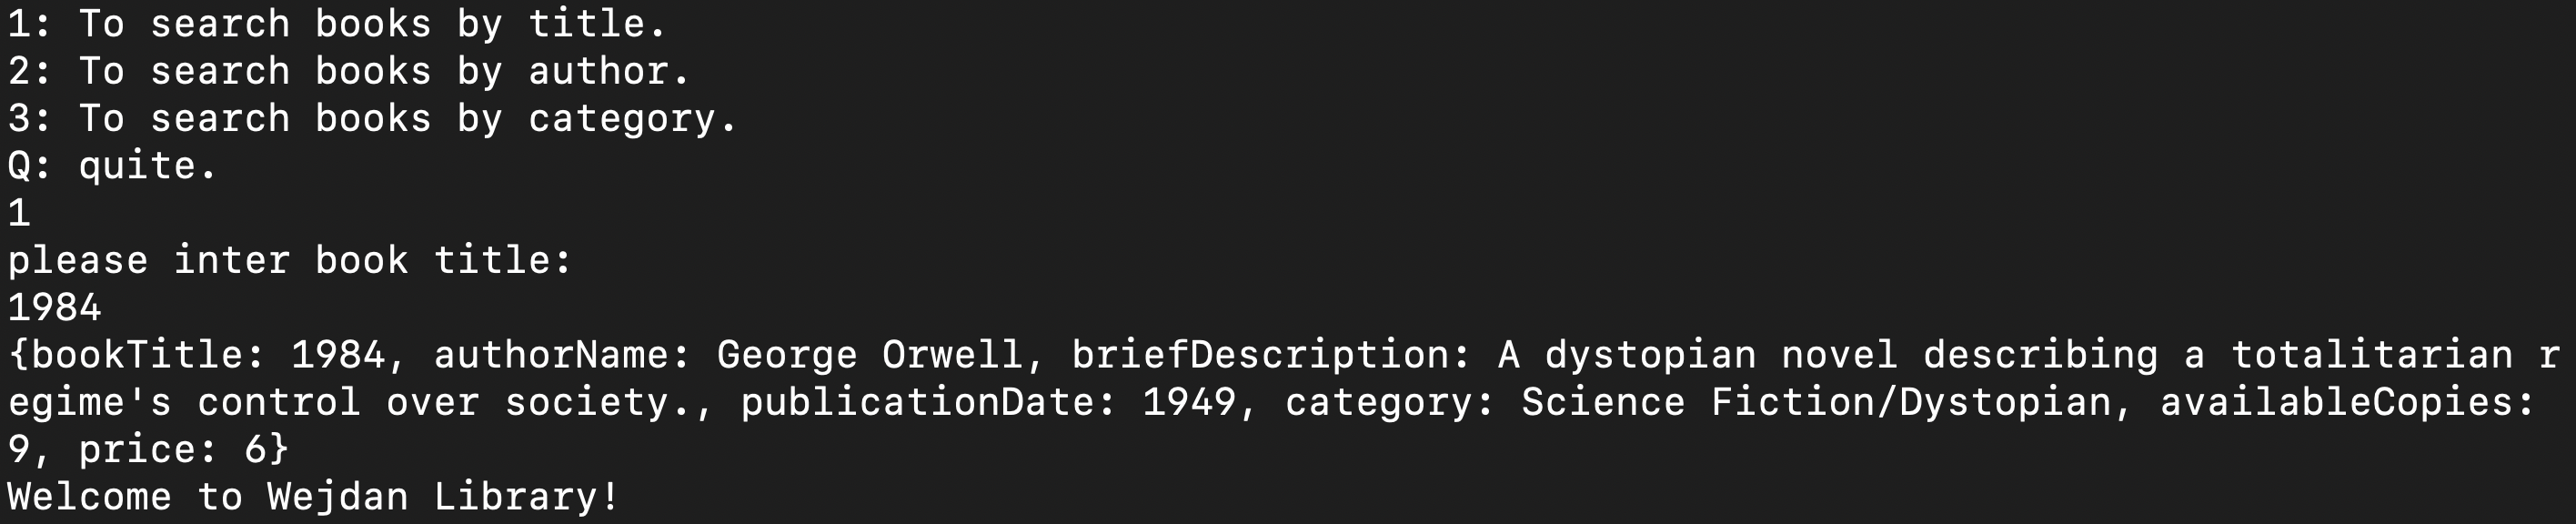 1: To search books by title.
2: To search books by author.
3: To search books by category.
Q: quite.
1
please inter book title:
1984
{bookTitle: 1984, authorName: George Orwell, briefDescription: A dystopian novel describing a totalitarian r
egime's control over society., publicationDate: 1949, category: Science Fiction/Dystopian, availableCopies:
9, price: 6}
Welcome to Wejdan Library!